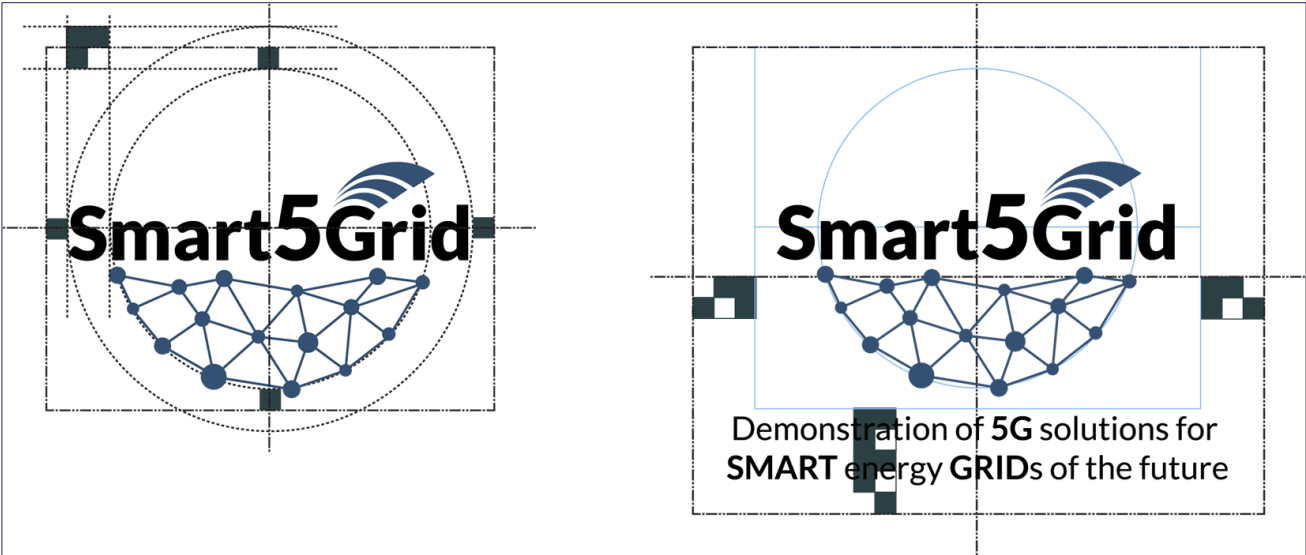 Smart5Grid
Smart5Grid
Demonstration of 5G solutions for
SMART energy GRIDs of the future